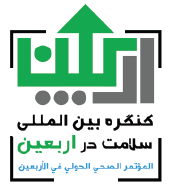 اربعین
کنگره بین المللی
سلامت در اربعین
المؤتمر الصحي الدولي في الأربعين